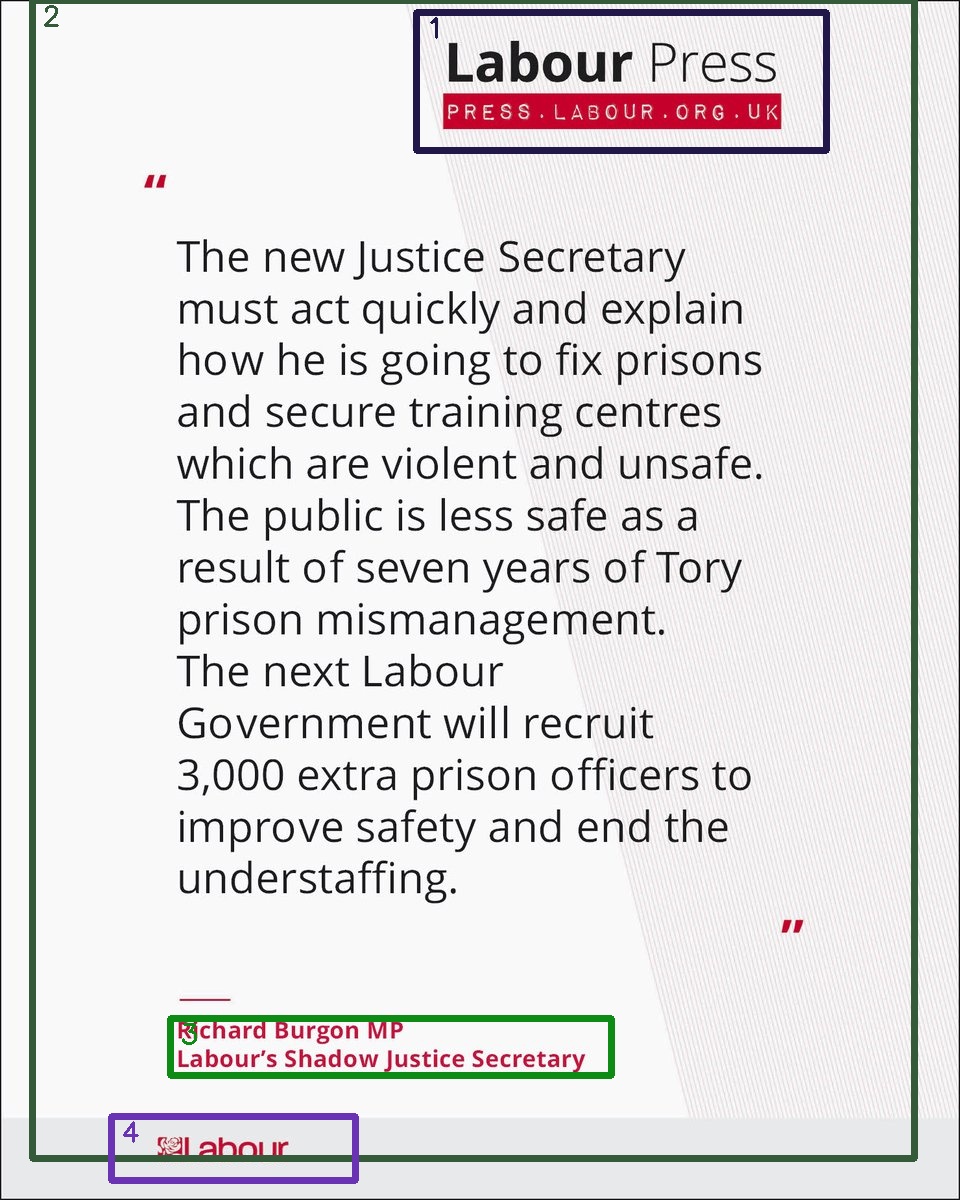 Labour Press
PRESS.LABOUR.ORG.UK
“
The new Justice Secretary
must act quickly and explain
how he is going to fix prisons
and secure training centres
which are violent and unsafe.
The public is less safe as a
result of seven years of Tory
prison mismanagement.
The next Labour
Government will recruit
3,000 extra prison officers to
improve safety and end the
understaffing.
”
Richard Burgon MP
Labour’s Shadow Justice Secretary
Labour